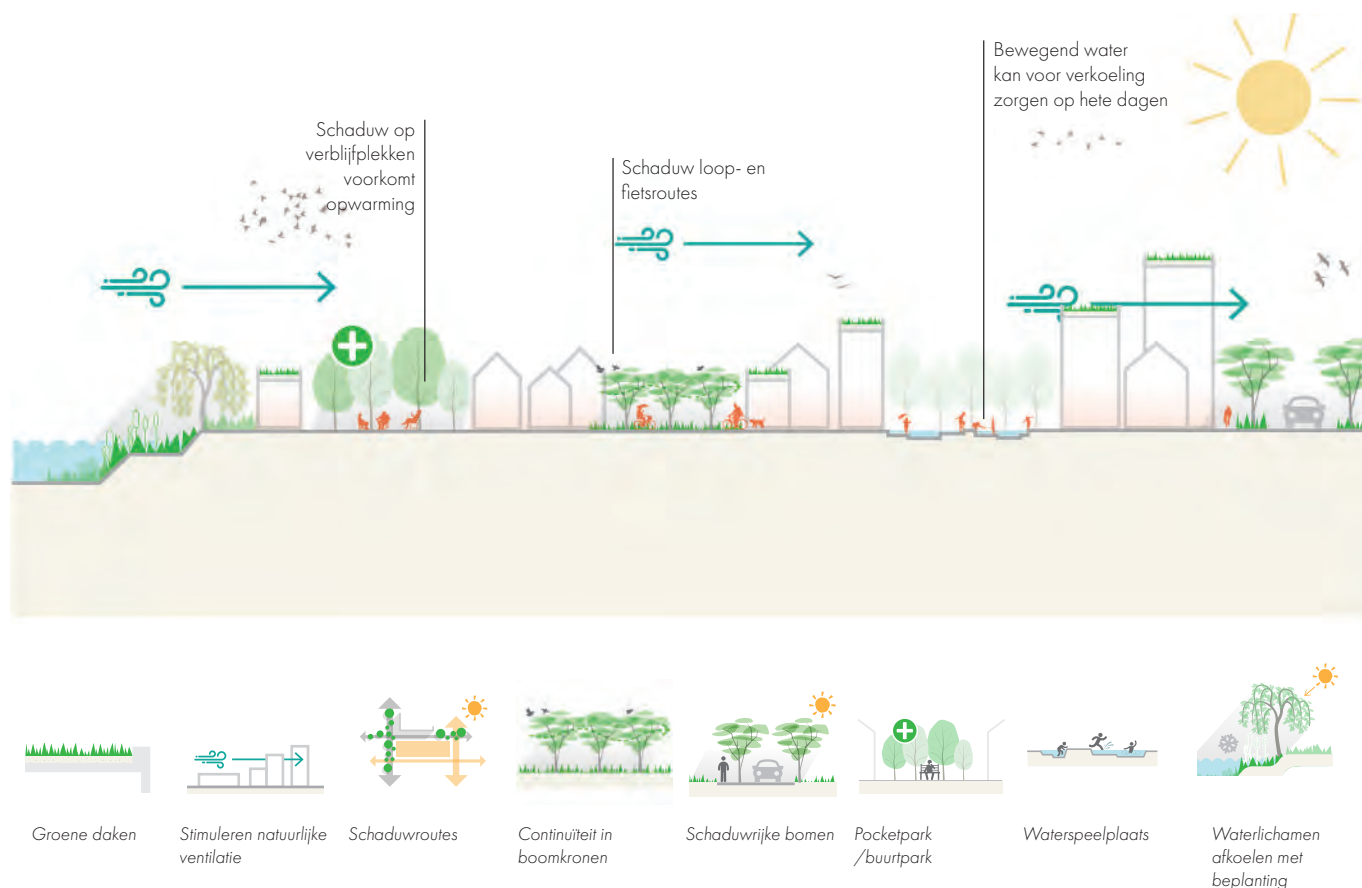 Bewegend water
kan voor verkoeling
zorgen op hete dagen
Schaduw op
verblijfplekken
voorkomt
opwarming
Schaduw loop- en
fietsroutes
Groene daken
Stimuleren natuurlijke
ventilatie
Schaduwroutes
Continuïteit in
boomkronen
Schaduwrijke bomen
Pocketpark
/buurtpark
Waterspeelplaats
Waterlichamen
afkoelen met
beplanting